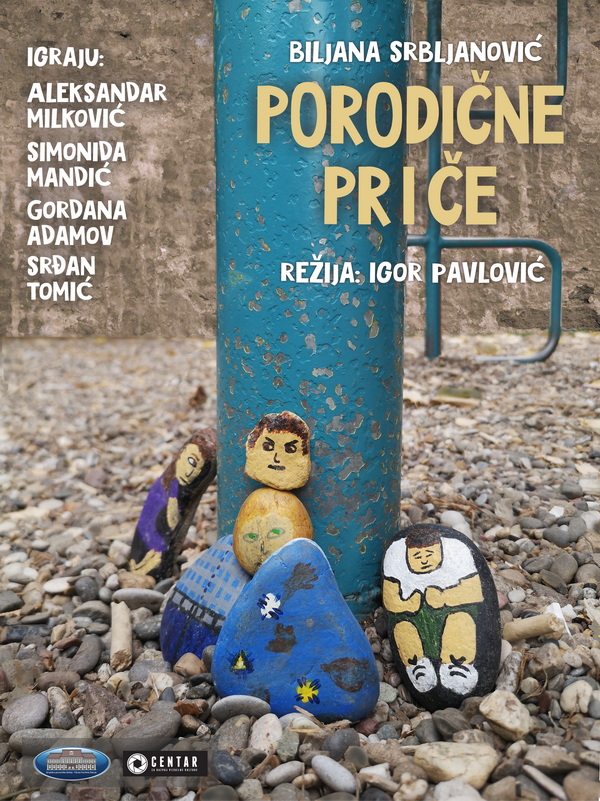 IGRAJU:
ALEKSANDAR
MILKOVIĆ
SIMONIDA
MANDIĆ
GORDANA
ADAMOV
SRĐAN
TOMIĆ
BILJANA SRBLJANOVIĆ
PORODIČNE
PRIČE
REŽIJA: IGOR PAVLOVIĆ
CENTAR